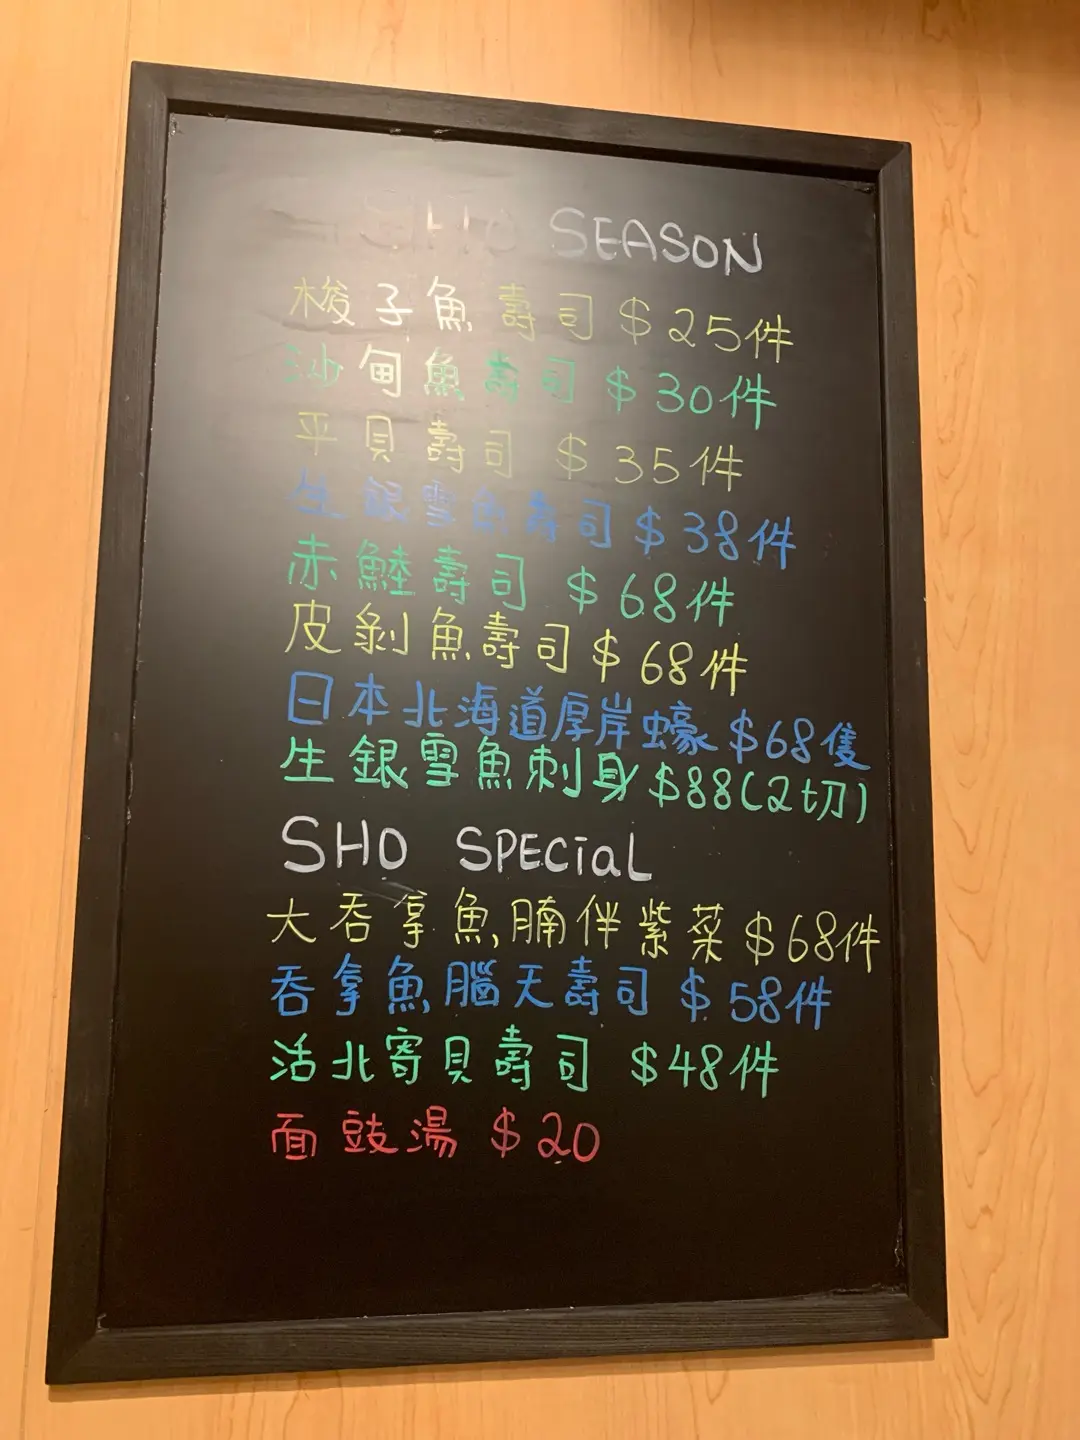 SHO SEASON
梭子魚壽司 $25件
沙甸魚壽司 $30件
平貝壽司 $35件
生銀雪魚壽司 $38件
赤鯥壽司 $68件
皮剝魚壽司 $68件
日本北海道厚岸蠔 $68隻
生銀雪魚刺身 $88(2切)
SHO SPECiaL
大吞拿魚腩伴紫菜 $68件
吞拿魚腦天壽司 $58件
活北寄貝壽司 $48件
面豉湯 $20